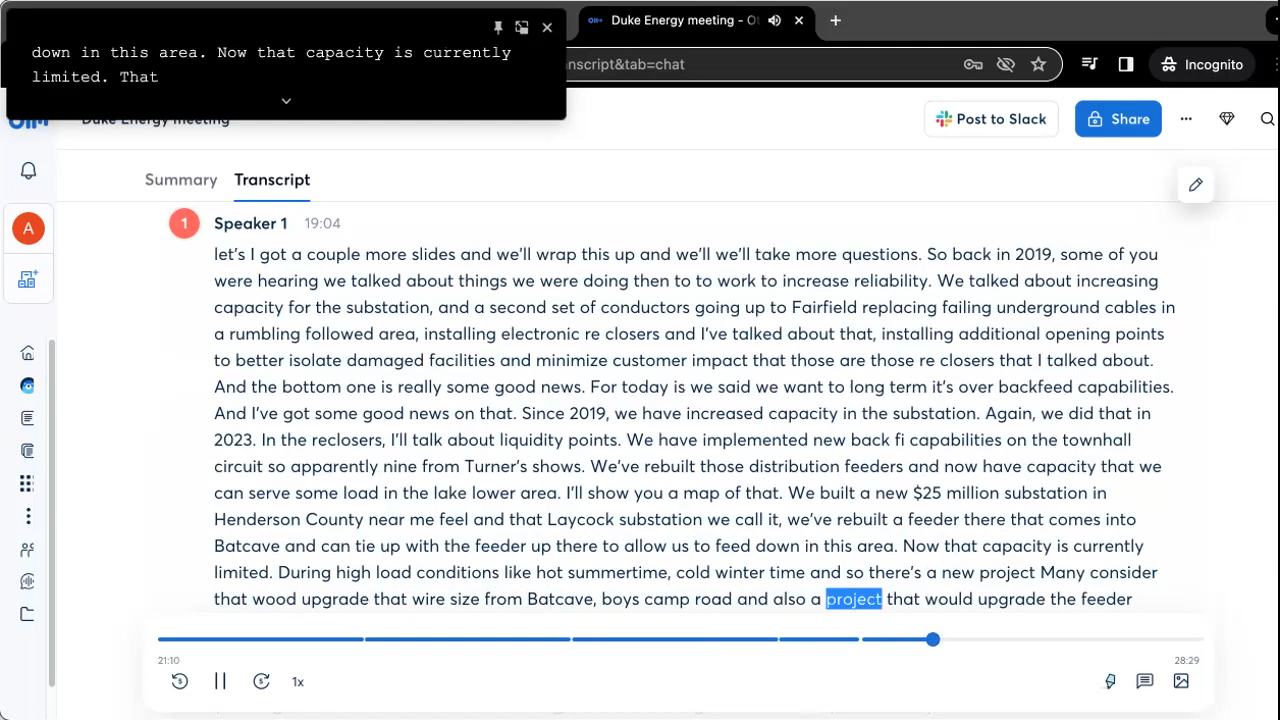 down in this area. Now that capacity is currently
limited. That
Duke Energy meeting - Ot
nscript&tab=chat
Incognito
Duke Energy meeting
Post to Slack
Share
Summary
Transcript
A
1
Speaker 1 19:04
let's I got a couple more slides and we'll wrap this up and we'll we'll take more questions. So back in 2019, some of you
were hearing we talked about things we were doing then to to work to increase reliability. We talked about increasing
capacity for the substation, and a second set of conductors going up to Fairfield replacing failing underground cables in
a rumbling followed area, installing electronic re closers and I've talked about that, installing additional opening points
to better isolate damaged facilities and minimize customer impact that those are those re closers that I talked about.
And the bottom one is really some good news. For today is we said we want to long term it's over backfeed capabilities.
And I've got some good news on that. Since 2019, we have increased capacity in the substation. Again, we did that in
2023. In the reclosers, I'll talk about liquidity points. We have implemented new back fi capabilities on the townhall
circuit so apparently nine from Turner's shows. We've rebuilt those distribution feeders and now have capacity that we
can serve some load in the lake lower area. I'll show you a map of that. We built a new $25 million substation in
Henderson County near me feel and that Laycock substation we call it, we've rebuilt a feeder there that comes into
Batcave and can tie up with the feeder up there to allow us to feed down in this area. Now that capacity is currently
limited. During high load conditions like hot summertime, cold winter time and so there's a new project Many consider
that wood upgrade that wire size from Batcave, boys camp road and also a project that would upgrade the feeder
21:10
28:29
5
5
1x